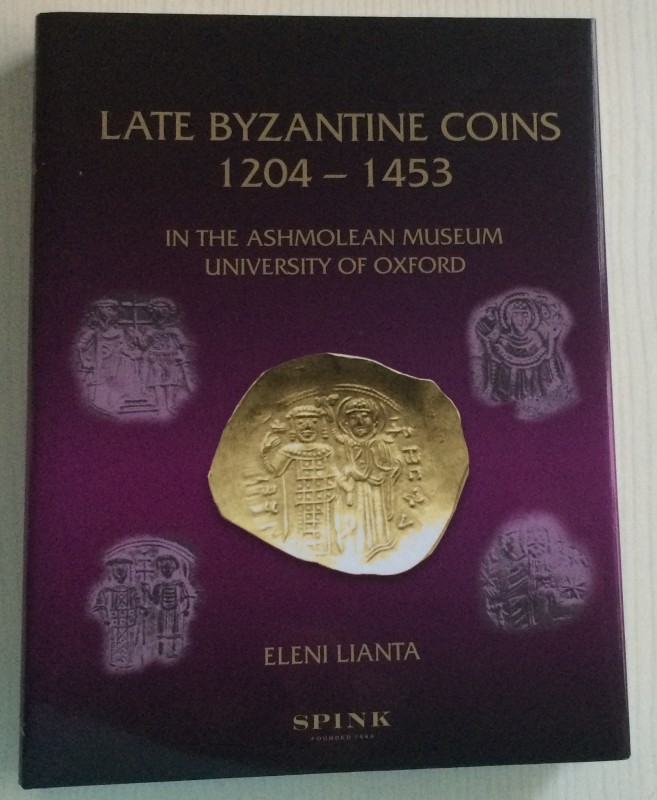 LATE BYZANTINE COINS
1204 – 1453
IN THE ASHMOLEAN MUSEUM
UNIVERSITY OF OXFORD
ELENI LIANTA
SPINK